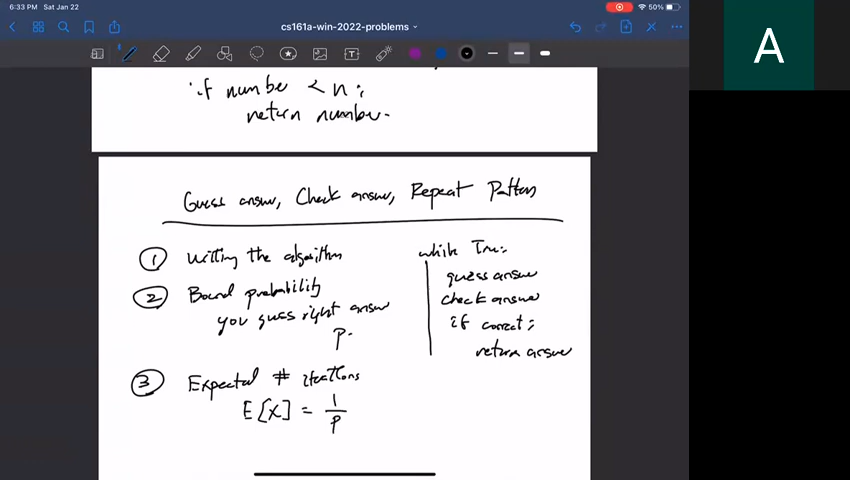 6:33 PM Sat Jan 22
50%
cs161a-win-2022-problems
if number < n:
return number.
Guess answer, Check answer, Repeat Pattern
① Writing the algorithm
② Bound probability
you guess right answer
p.
③ Expected # iterations
E[X] = 1/p
while True:
guess answer
check answer
if correct:
return answer
A